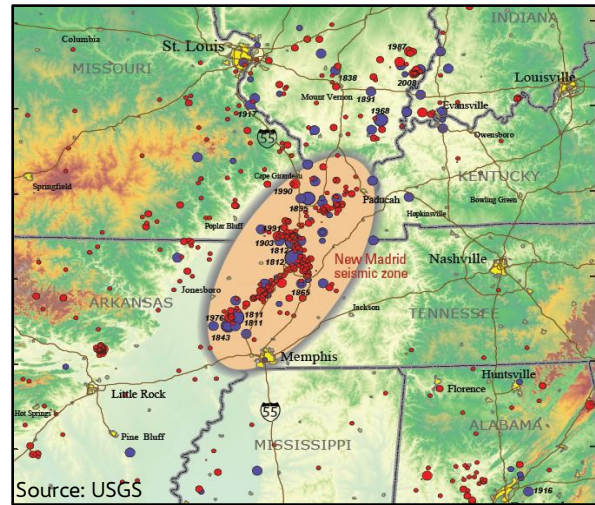 INDIANA
Columbia
St. Louis
1987
MISSOURI
1838
2008
Louisville
Mount Vernon
1891
Evansville
1917
1968
Owensboro
55
Cape Girardeau
KENTUCKY
Springfield
1990
Paducah
Bowling Green
1895
Hopkinsville
Poplar Bluff
1991
1903
1812
New Madrid
seismic zone
1812
Nashville
Jonesboro
1865
ARKANSAS
Jackson
TENNESSEE
1976
1811
1811
1843
Memphis
Huntsville
Little Rock
Florence
Hot Springs
55
ALABAMA
Pine Bluff
MISSISSIPPI
Source: USGS
1916